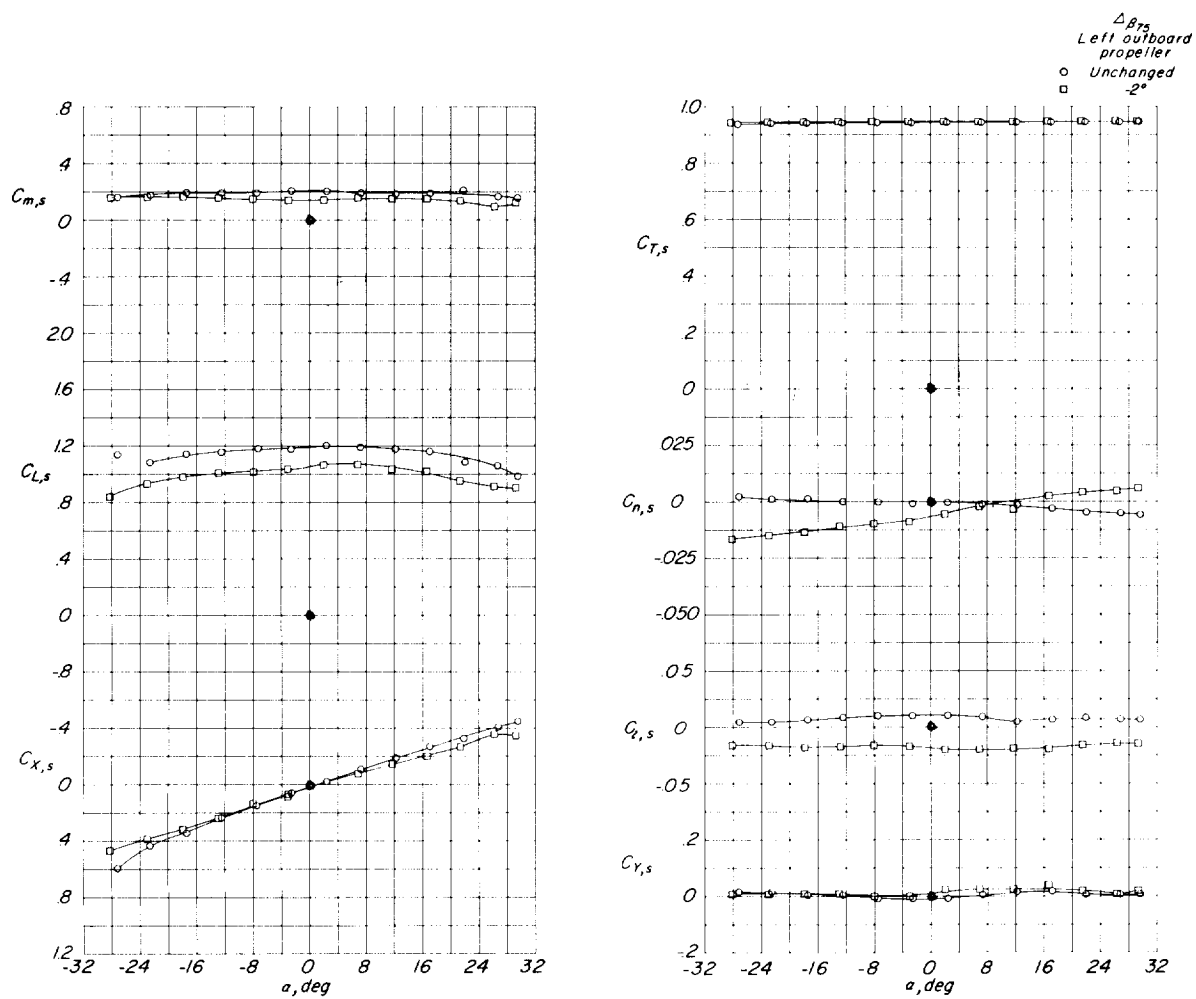 Δβ75
Left outboard
propeller
○ Unchanged
□ -2°
.8
.4
Cm,s
0
-.4
2.0
1.6
1.2
CL,s
.8
.4
0
-.8
-.4
CX,s
0
.4
.8
1.2
-32 -24 -16 -8 0 8 16 24 32
α, deg
1.0
.8
.6
CT,s
.4
.2
0
.025
Cn,s
0
-.025
-.050
.05
Cl,s
0
-.05
.2
CY,s
0
-.2
-32 -24 -16 -8 0 8 16 24 32
α, deg